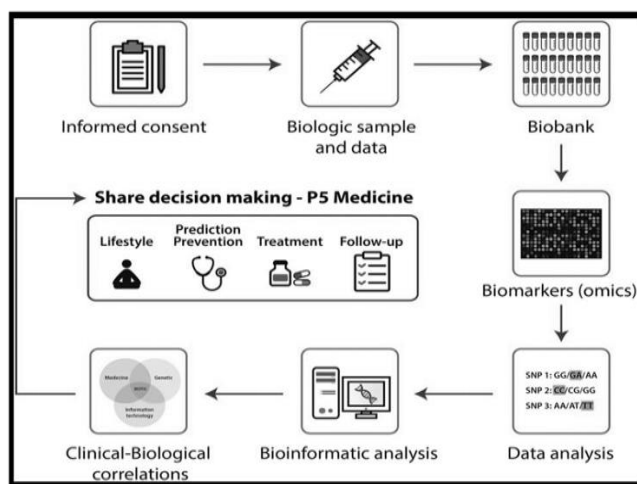 Informed consent
Biologic sample
and data
Biobank
Share decision making - P5 Medicine
Lifestyle
Prediction
Prevention
Treatment
Follow-up
Biomarkers (omics)
SNP 1: GG/GA/AA
SNP 2: CC/CG/GG
SNP 3: AA/AT/TT
Data analysis
Bioinformatic analysis
Medicine
Genetic
Information
technology
Clinical-Biological
correlations